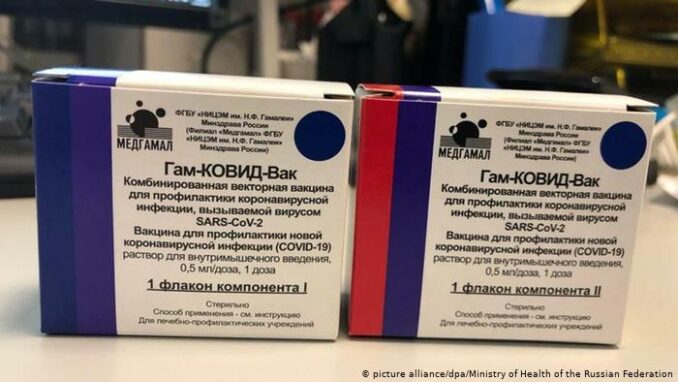 ФГБУ «НИЦЭМ им. Н.Ф. Гамалеи»
Минздрава России
(Филиал «Медгамал» ФГБУ
«НИЦЭМ им. Н.Ф. Гамалеи»
Минздрава России)
МЕДГАМАЛ
Гам-КОВИД-Вак
Комбинированная векторная вакцина
для профилактики коронавирусной
инфекции, вызываемой вирусом
SARS-CoV-2
Вакцина для профилактики новой
коронавирусной инфекции (COVID-19)
раствор для внутримышечного введения,
0,5 мл/доза, 1 доза
1 флакон компонента I
Стерильно
Способ применения - см. инструкцию
Для лечебно-профилактических учреждений
ФГБУ «НИЦЭМ им. Н.Ф. Гамалеи»
Минздрава России
(Филиал «Медгамал» ФГБУ
«НИЦЭМ им. Н.Ф. Гамалеи»
Минздрава России)
МЕДГАМАЛ
Гам-КОВИД-Вак
Комбинированная векторная вакцина
для профилактики коронавирусной
инфекции, вызываемой вирусом
SARS-CoV-2
Вакцина для профилактики новой
коронавирусной инфекции (COVID-19)
раствор для внутримышечного введения,
0,5 мл/доза, 1 доза
1 флакон компонента II
Стерильно
Способ применения - см. инструкцию
Для лечебно-профилактических учреждений
© picture alliance/dpa/Ministry of Health of the Russian Federation